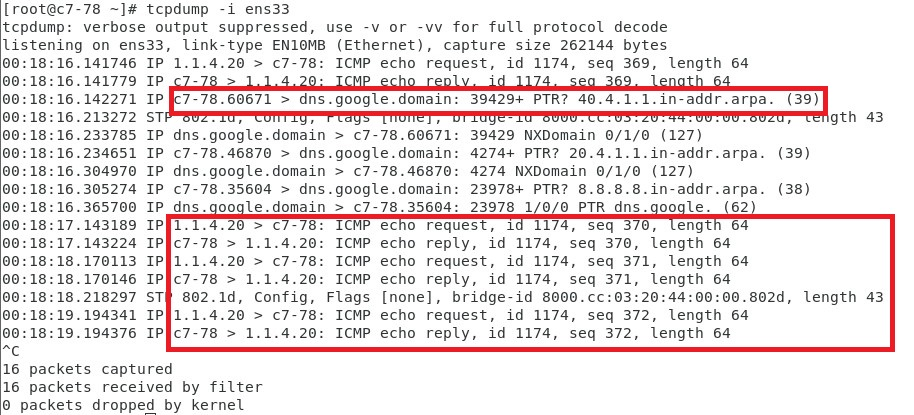 [root@c7-78 ~]# tcpdump -i ens33
tcpdump: verbose output suppressed, use -v or -vv for full protocol decode
listening on ens33, link-type EN10MB (Ethernet), capture size 262144 bytes
00:18:16.141746 IP 1.1.4.20 > c7-78: ICMP echo request, id 1174, seq 369, length 64
00:18:16.141779 IP c7-78 > 1.1.4.20: ICMP echo reply, id 1174, seq 369, length 64
00:18:16.142271 IP c7-78.60671 > dns.google.domain: 39429+ PTR? 40.4.1.1.in-addr.arpa. (39)
00:18:16.213272 STP 802.1d, Config, Flags [none], bridge-id 8000.cc:03:20:44:00:00.802d, length 43
00:18:16.233785 IP dns.google.domain > c7-78.60671: 39429 NXDomain 0/1/0 (127)
00:18:16.234651 IP c7-78.46870 > dns.google.domain: 4274+ PTR? 20.4.1.1.in-addr.arpa. (39)
00:18:16.304970 IP dns.google.domain > c7-78.46870: 4274 NXDomain 0/1/0 (127)
00:18:16.305274 IP c7-78.35604 > dns.google.domain: 23978+ PTR? 8.8.8.8.in-addr.arpa. (38)
00:18:16.365700 IP dns.google.domain > c7-78.35604: 23978 1/0/0 PTR dns.google. (62)
00:18:17.143189 IP 1.1.4.20 > c7-78: ICMP echo request, id 1174, seq 370, length 64
00:18:17.143224 IP c7-78 > 1.1.4.20: ICMP echo reply, id 1174, seq 370, length 64
00:18:18.170113 IP 1.1.4.20 > c7-78: ICMP echo request, id 1174, seq 371, length 64
00:18:18.170146 IP c7-78 > 1.1.4.20: ICMP echo reply, id 1174, seq 371, length 64
00:18:18.218297 STP 802.1d, Config, Flags [none], bridge-id 8000.cc:03:20:44:00:00.802d, length 43
00:18:19.194341 IP 1.1.4.20 > c7-78: ICMP echo request, id 1174, seq 372, length 64
00:18:19.194376 IP c7-78 > 1.1.4.20: ICMP echo reply, id 1174, seq 372, length 64
^C
16 packets captured
16 packets received by filter
0 packets dropped by kernel